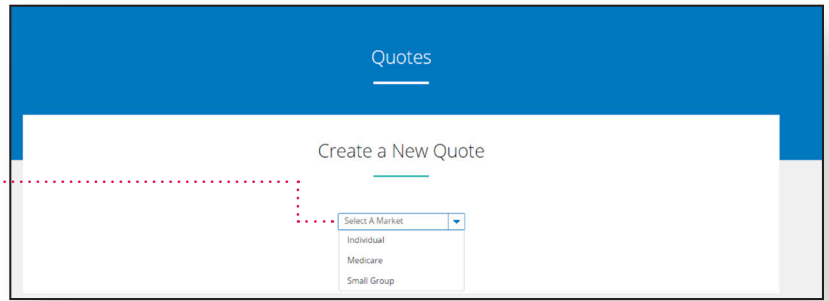 Quotes
Create a New Quote
Select A Market
Individual
Medicare
Small Group